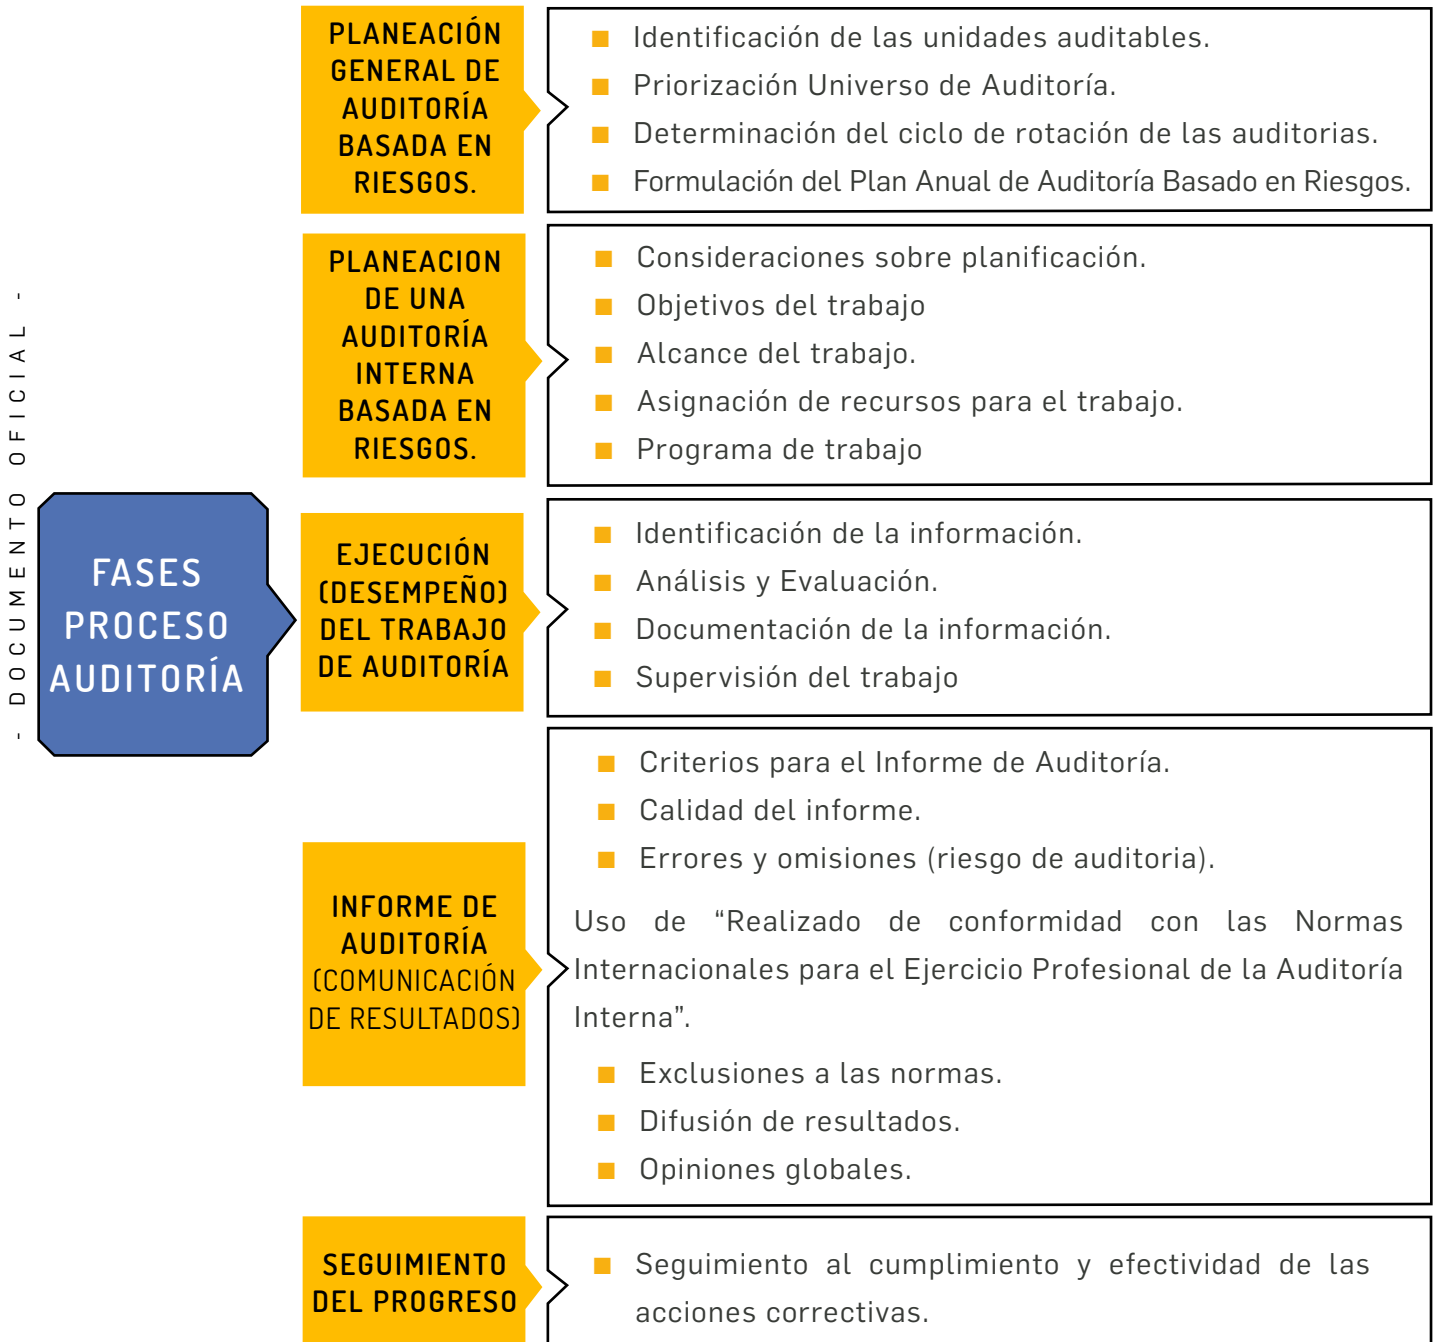 - DOCUMENTO OFICIAL -
FASES
PROCESO
AUDITORÍA
PLANEACIÓN
GENERAL DE
AUDITORÍA
BASADA EN
RIESGOS.
Identificación de las unidades auditables.
Priorización Universo de Auditoría.
Determinación del ciclo de rotación de las auditorias.
Formulación del Plan Anual de Auditoría Basado en Riesgos.
PLANEACION
DE UNA
AUDITORÍA
INTERNA
BASADA EN
RIESGOS.
Consideraciones sobre planificación.
Objetivos del trabajo
Alcance del trabajo.
Asignación de recursos para el trabajo.
Programa de trabajo
EJECUCIÓN
(DESEMPEÑO)
DEL TRABAJO
DE AUDITORÍA
Identificación de la información.
Análisis y Evaluación.
Documentación de la información.
Supervisión del trabajo
INFORME DE
AUDITORÍA
(COMUNICACIÓN
DE RESULTADOS)
Criterios para el Informe de Auditoría.
Calidad del informe.
Errores y omisiones (riesgo de auditoria).
Uso de “Realizado de conformidad con las Normas
Internacionales para el Ejercicio Profesional de la Auditoría
Interna”.
Exclusiones a las normas.
Difusión de resultados.
Opiniones globales.
SEGUIMIENTO
DEL PROGRESO
Seguimiento al cumplimiento y efectividad de las
acciones correctivas.